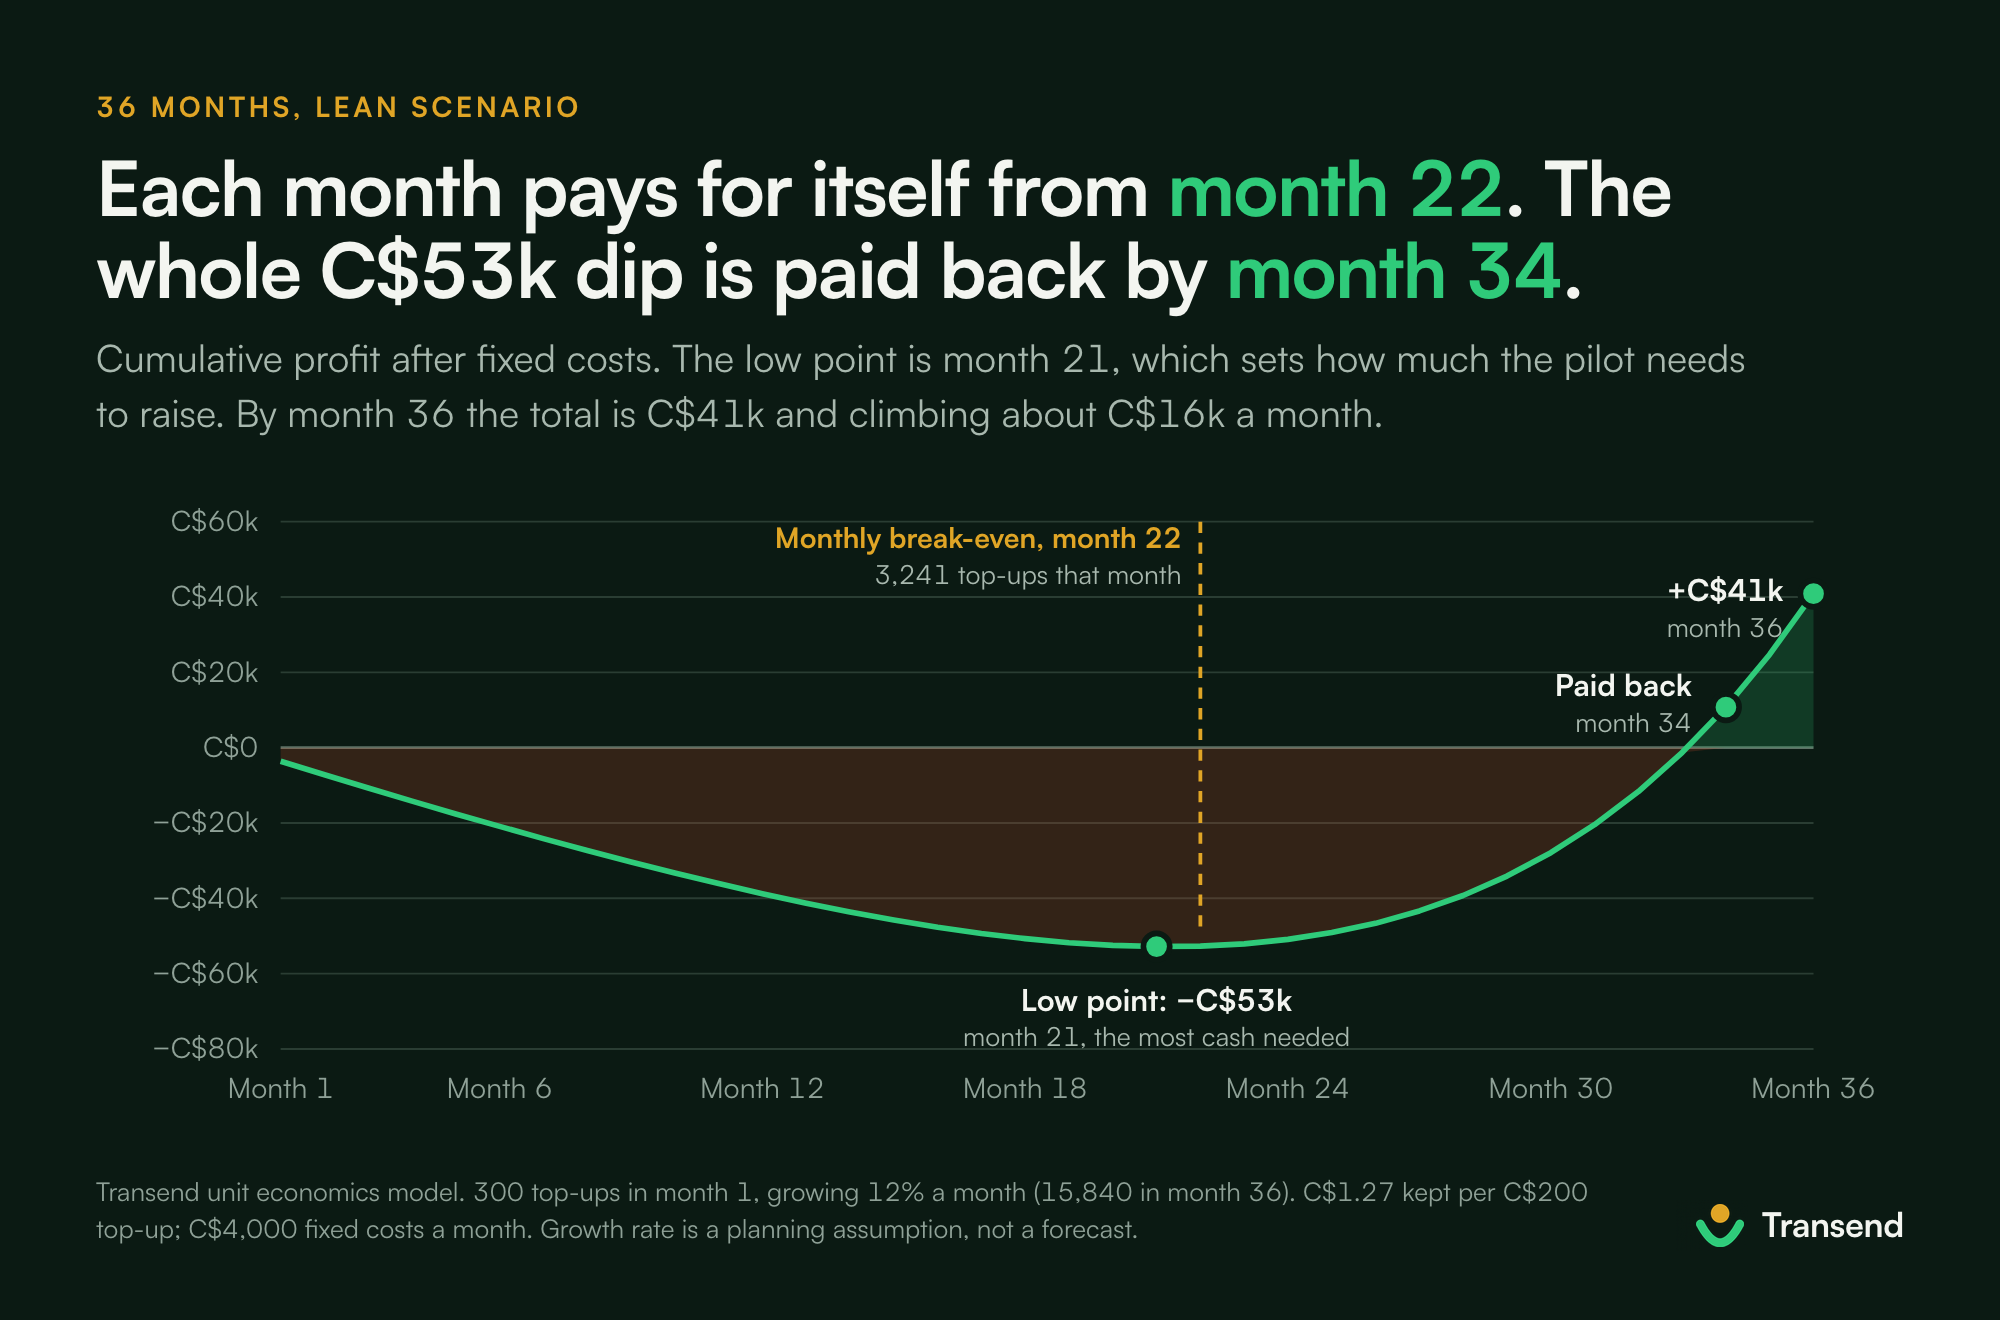 36 MONTHS, LEAN SCENARIO
Each month pays for itself from month 22. The
whole C$53k dip is paid back by month 34.
Cumulative profit after fixed costs. The low point is month 21, which sets how much the pilot needs
to raise. By month 36 the total is C$41k and climbing about C$16k a month.
C$60k
Monthly break-even, month 22
3,241 top-ups that month
C$40k
+C$41k
month 36
C$20k
Paid back
month 34
C$0
−C$20k
−C$40k
−C$60k
Low point: −C$53k
month 21, the most cash needed
−C$80k
Month 1 Month 6 Month 12 Month 18 Month 24 Month 30 Month 36
Transend unit economics model. 300 top-ups in month 1, growing 12% a month (15,840 in month 36). C$1.27 kept per C$200
top-up; C$4,000 fixed costs a month. Growth rate is a planning assumption, not a forecast.
Transend